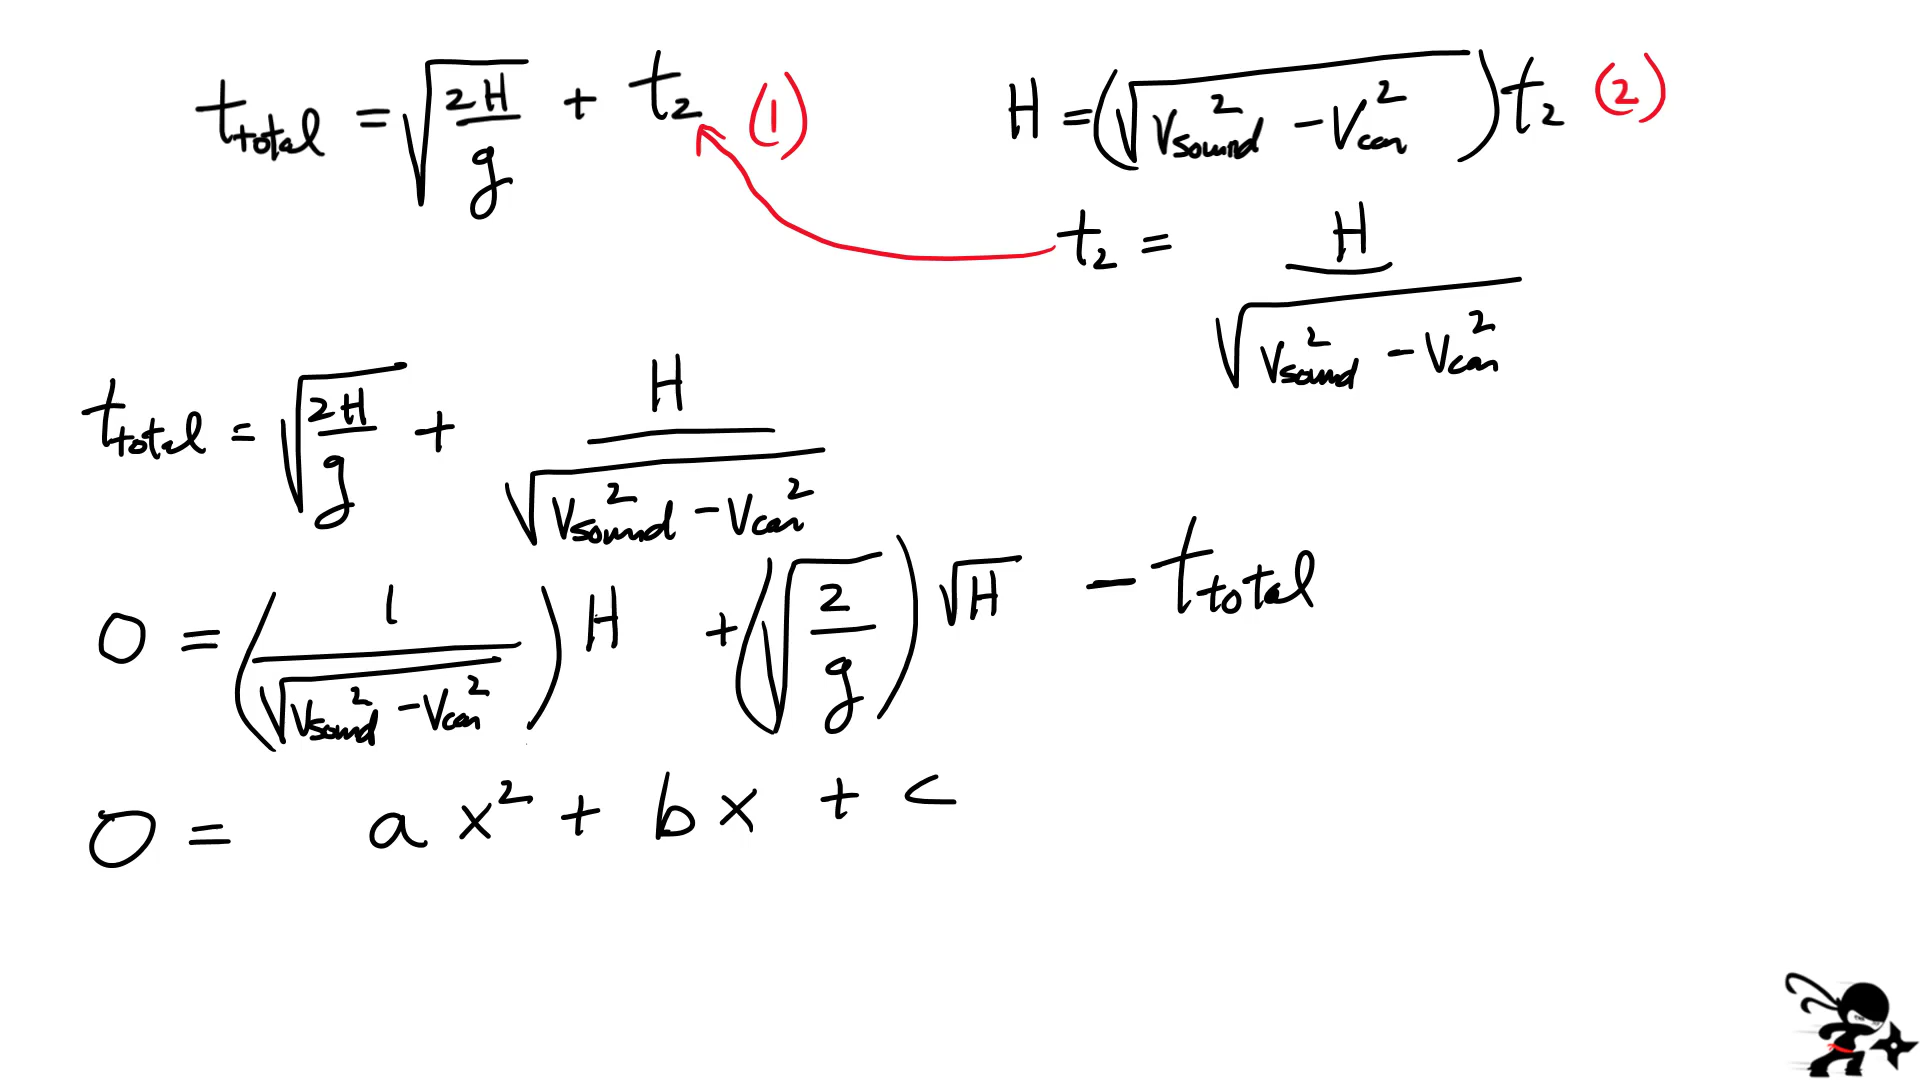 t_total = √(2H/g) + t₂ (1)
H = (√(V_sound² − V_can²)) t₂ (2)
t₂ = H/√(V_sound² − V_can²)
t_total = √(2H/g) + H/√(V_sound² − V_can²)
0 = (1/√(V_sound² − V_can²)) H + (√(2/g)) √H − t_total
0 = a x² + b x + c